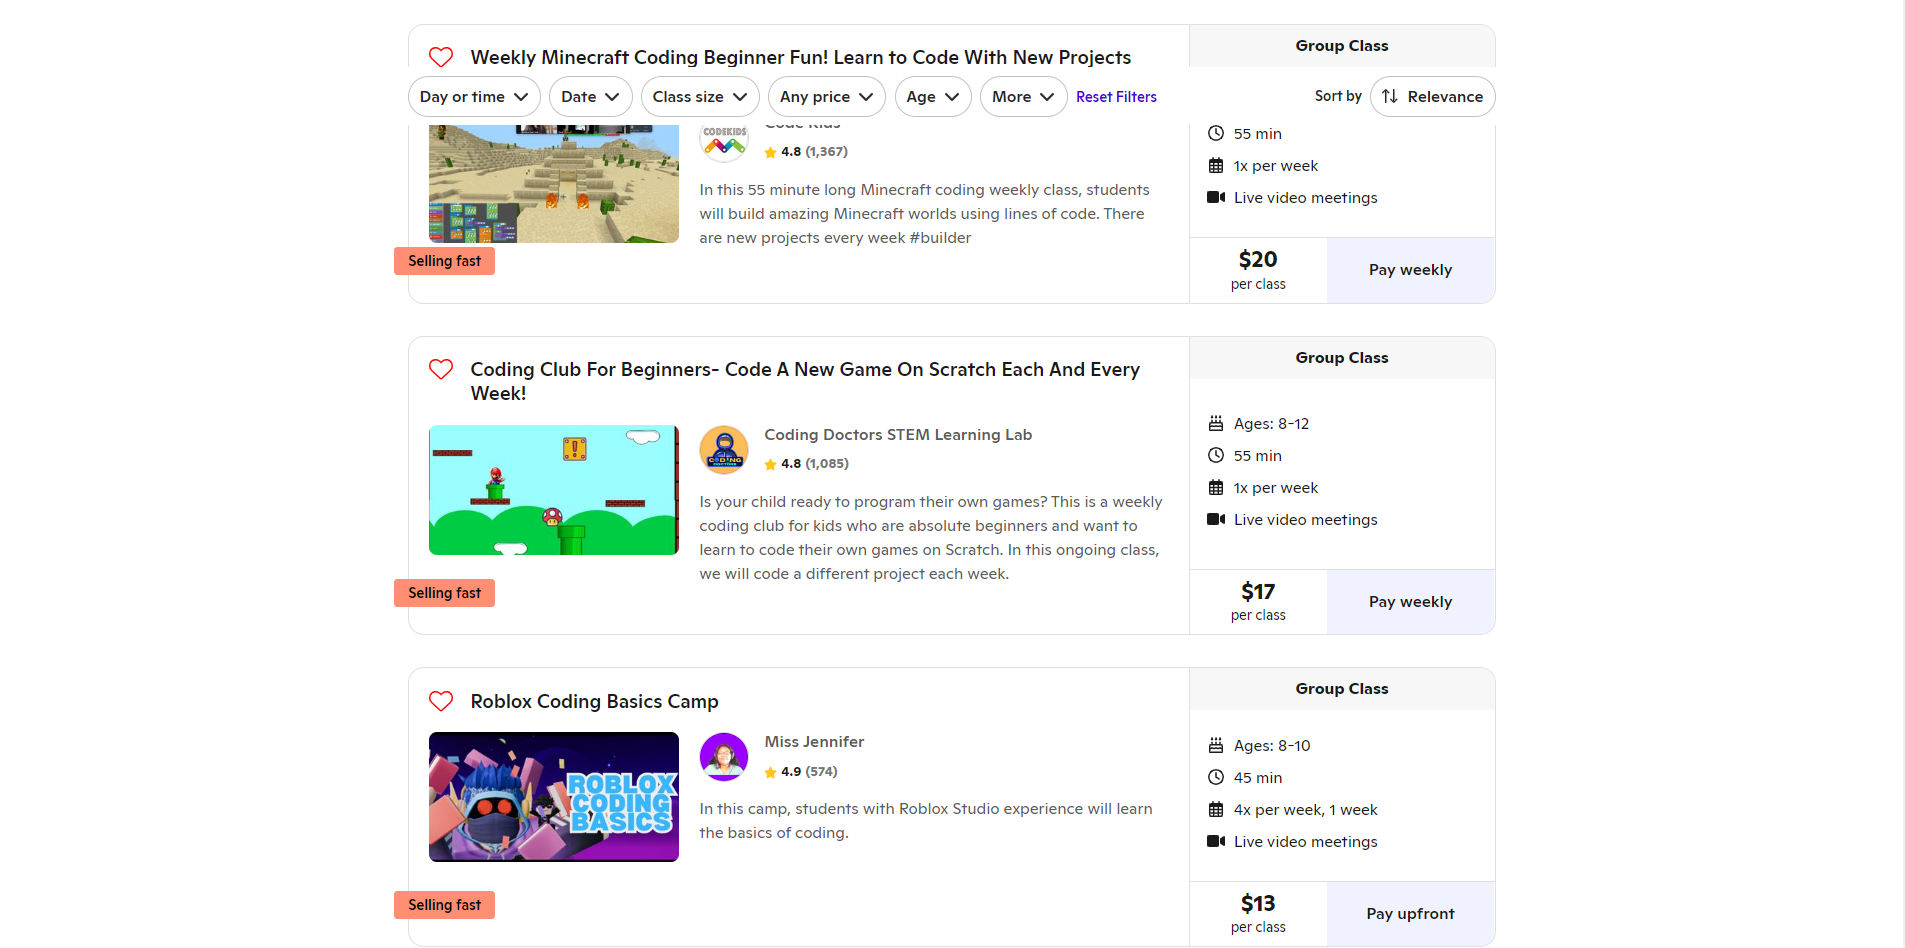 Weekly Minecraft Coding Beginner Fun! Learn to Code With New Projects
Group Class
Day or time
Date
Class size
Any price
Age
More
Reset Filters
Sort by
Relevance
CODEKIDS
Code Kids
4.8 (1,367)
In this 55 minute long Minecraft coding weekly class, students
will build amazing Minecraft worlds using lines of code. There
are new projects every week #builder
55 min
1x per week
Live video meetings
Selling fast
$20
per class
Pay weekly
Coding Club For Beginners- Code A New Game On Scratch Each And Every
Week!
Group Class
Coding Doctors STEM Learning Lab
CODING
DOCTORS
4.8 (1,085)
Is your child ready to program their own games? This is a weekly
coding club for kids who are absolute beginners and want to
learn to code their own games on Scratch. In this ongoing class,
we will code a different project each week.
Ages: 8-12
55 min
1x per week
Live video meetings
Selling fast
$17
per class
Pay weekly
Roblox Coding Basics Camp
Group Class
ROBLOX
CODING
BASICS
Miss Jennifer
4.9 (574)
In this camp, students with Roblox Studio experience will learn
the basics of coding.
Ages: 8-10
45 min
4x per week, 1 week
Live video meetings
Selling fast
$13
per class
Pay upfront